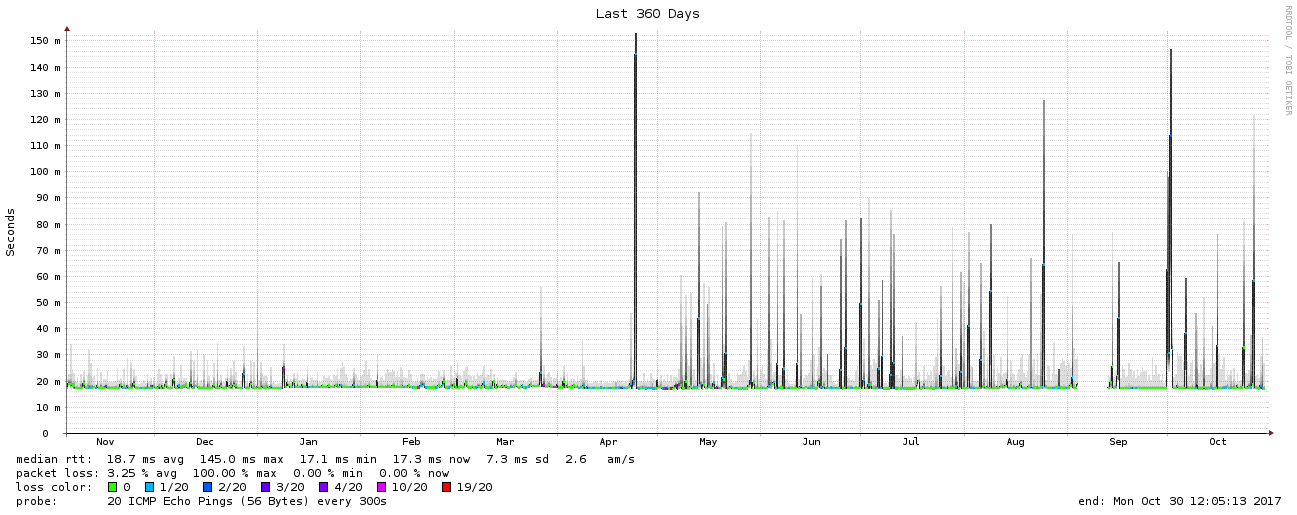 Last 360 Days
RRDTOOL / TOBI OETIKER
Seconds
150 m
140 m
130 m
120 m
110 m
100 m
90 m
80 m
70 m
60 m
50 m
40 m
30 m
20 m
10 m
0
Nov Dec Jan Feb Mar Apr May Jun Jul Aug Sep Oct
median rtt: 18.7 ms avg 145.0 ms max 17.1 ms min 17.3 ms now 7.3 ms sd 2.6 am/s
packet loss: 3.25 % avg 100.00 % max 0.00 % min 0.00 % now
loss color: 0 1/20 2/20 3/20 4/20 10/20 19/20
probe: 20 ICMP Echo Pings (56 Bytes) every 300s end: Mon Oct 30 12:05:13 2017